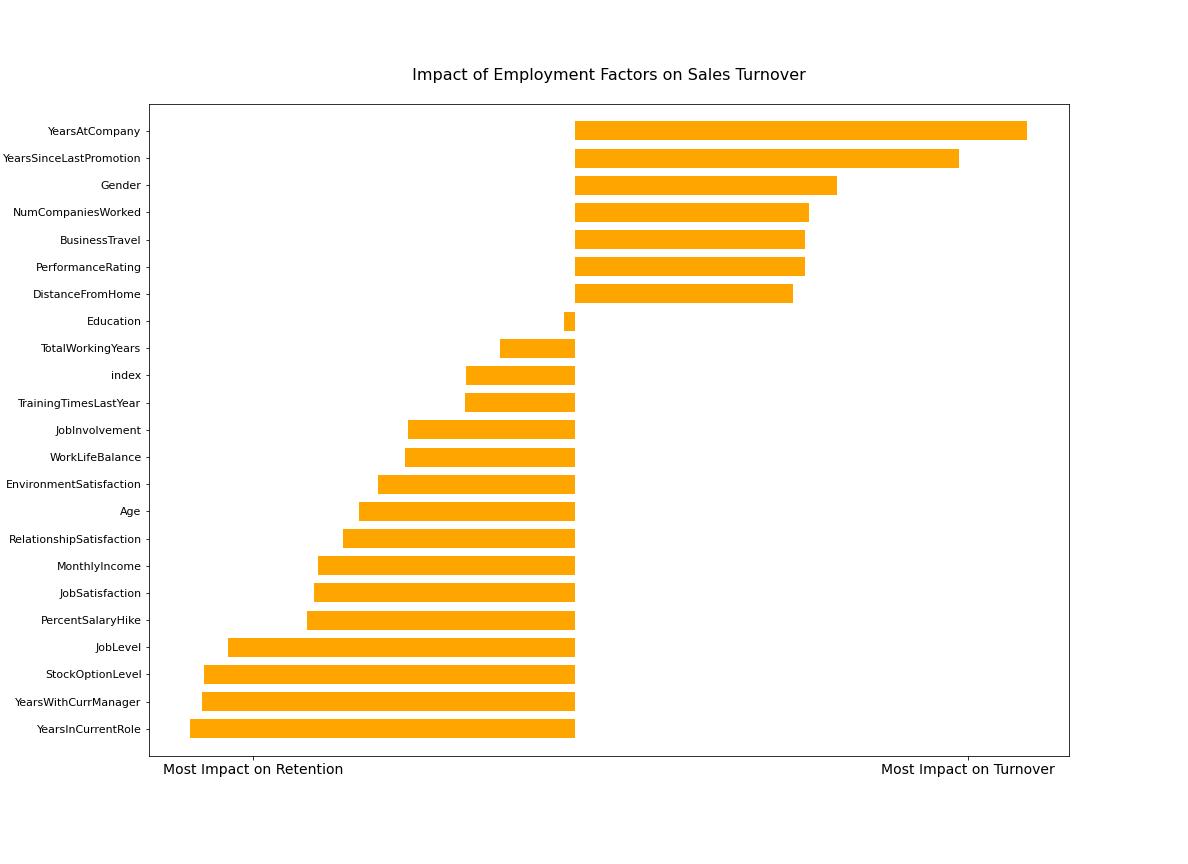 Impact of Employment Factors on Sales Turnover
YearsAtCompany
YearsSinceLastPromotion
Gender
NumCompaniesWorked
BusinessTravel
PerformanceRating
DistanceFromHome
Education
TotalWorkingYears
index
TrainingTimesLastYear
JobInvolvement
WorkLifeBalance
EnvironmentSatisfaction
Age
RelationshipSatisfaction
MonthlyIncome
JobSatisfaction
PercentSalaryHike
JobLevel
StockOptionLevel
YearsWithCurrManager
YearsInCurrentRole
Most Impact on Retention
Most Impact on Turnover